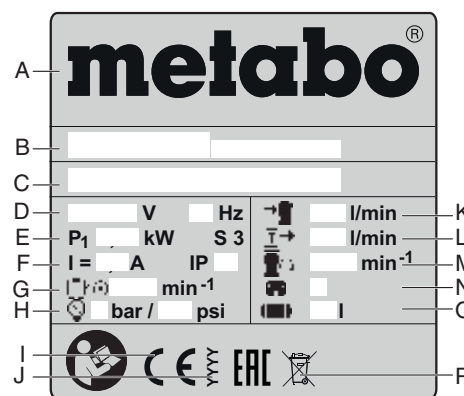 metabo®
A
B
C
D V Hz
E P1 kW S 3
F I = A IP
G min-1
H bar / psi
l/min K
l/min L
min-1 M
N
l O
I CE EAC
J P